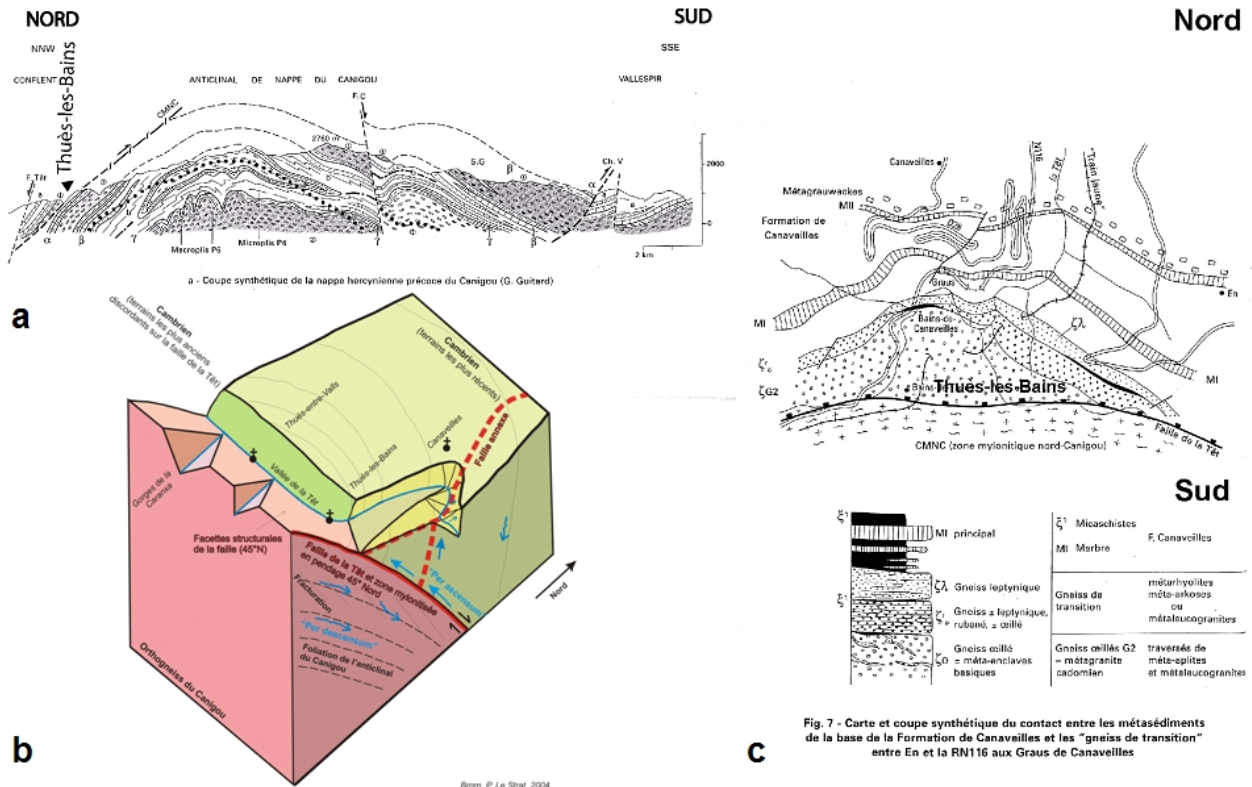 NORD
SUD
NNW
SSE
CONFLENT
Thuès-les-Bains
CMNC
ANTICLINAL DE NAPPE DU CANIGOU
F.C
VALLESPIR
2760 m
S.G
Ch. V
F. Têt
2000
0
α
β
γ
Macroplis P6
Microplis P4
γ
γ
β
α
β
2 km
a - Coupe synthétique de la nappe hercynienne précoce du Canigou (G. Guitard)
a
Cambrien
(terrains les plus anciens
discordants sur la faille de la Têt)
Cambrien
(terrains les plus récents)
Thuès-entre-Valls
Thuès-les-Bains
Canaveilles
Faille annexe
Vallée de la Têt
Gorges de la
Caransa
Facettes structurales
de la faille (45°N)
Faille de la Têt et zone mylonitisée
en pendage 45° Nord
"Per ascensum"
Fracturation
"Per descensum"
Foliation de l'anticlinal
du Canigou
Orthogneiss du Canigou
Nord
b
Brom. P. Le Strat, 2004
Nord
Canaveilles
N116
la Têt
"Train jaune"
Métagrauwackes
MII
Formation de
Canaveilles
Graus
En
MI
Bains-de-
Canaveilles
ζλ
MI
ζG2
Thuès-les-Bains
Faille de la Têt
CMNC (zone mylonitique nord-Canigou)
Sud
ξ1
MI principal
ξ1 Micaschistes
MI Marbre
F. Canaveilles
ξ1
ζλ Gneiss leptynique
Gneiss ± leptynique,
rubané, ± œillé
Gneiss de
transition
métarhyolites
méta-arkoses
ou
métaleucogranites
Gneiss œillé
= méta-enclaves
basiques
Gneiss œillés G2
= métagranite
cadomien
traversés de
méta-aplites
et métaleucogranites
c
Fig. 7 - Carte et coupe synthétique du contact entre les métasédiments
de la base de la Formation de Canaveilles et les "gneiss de transition"
entre En et la RN116 aux Graus de Canaveilles